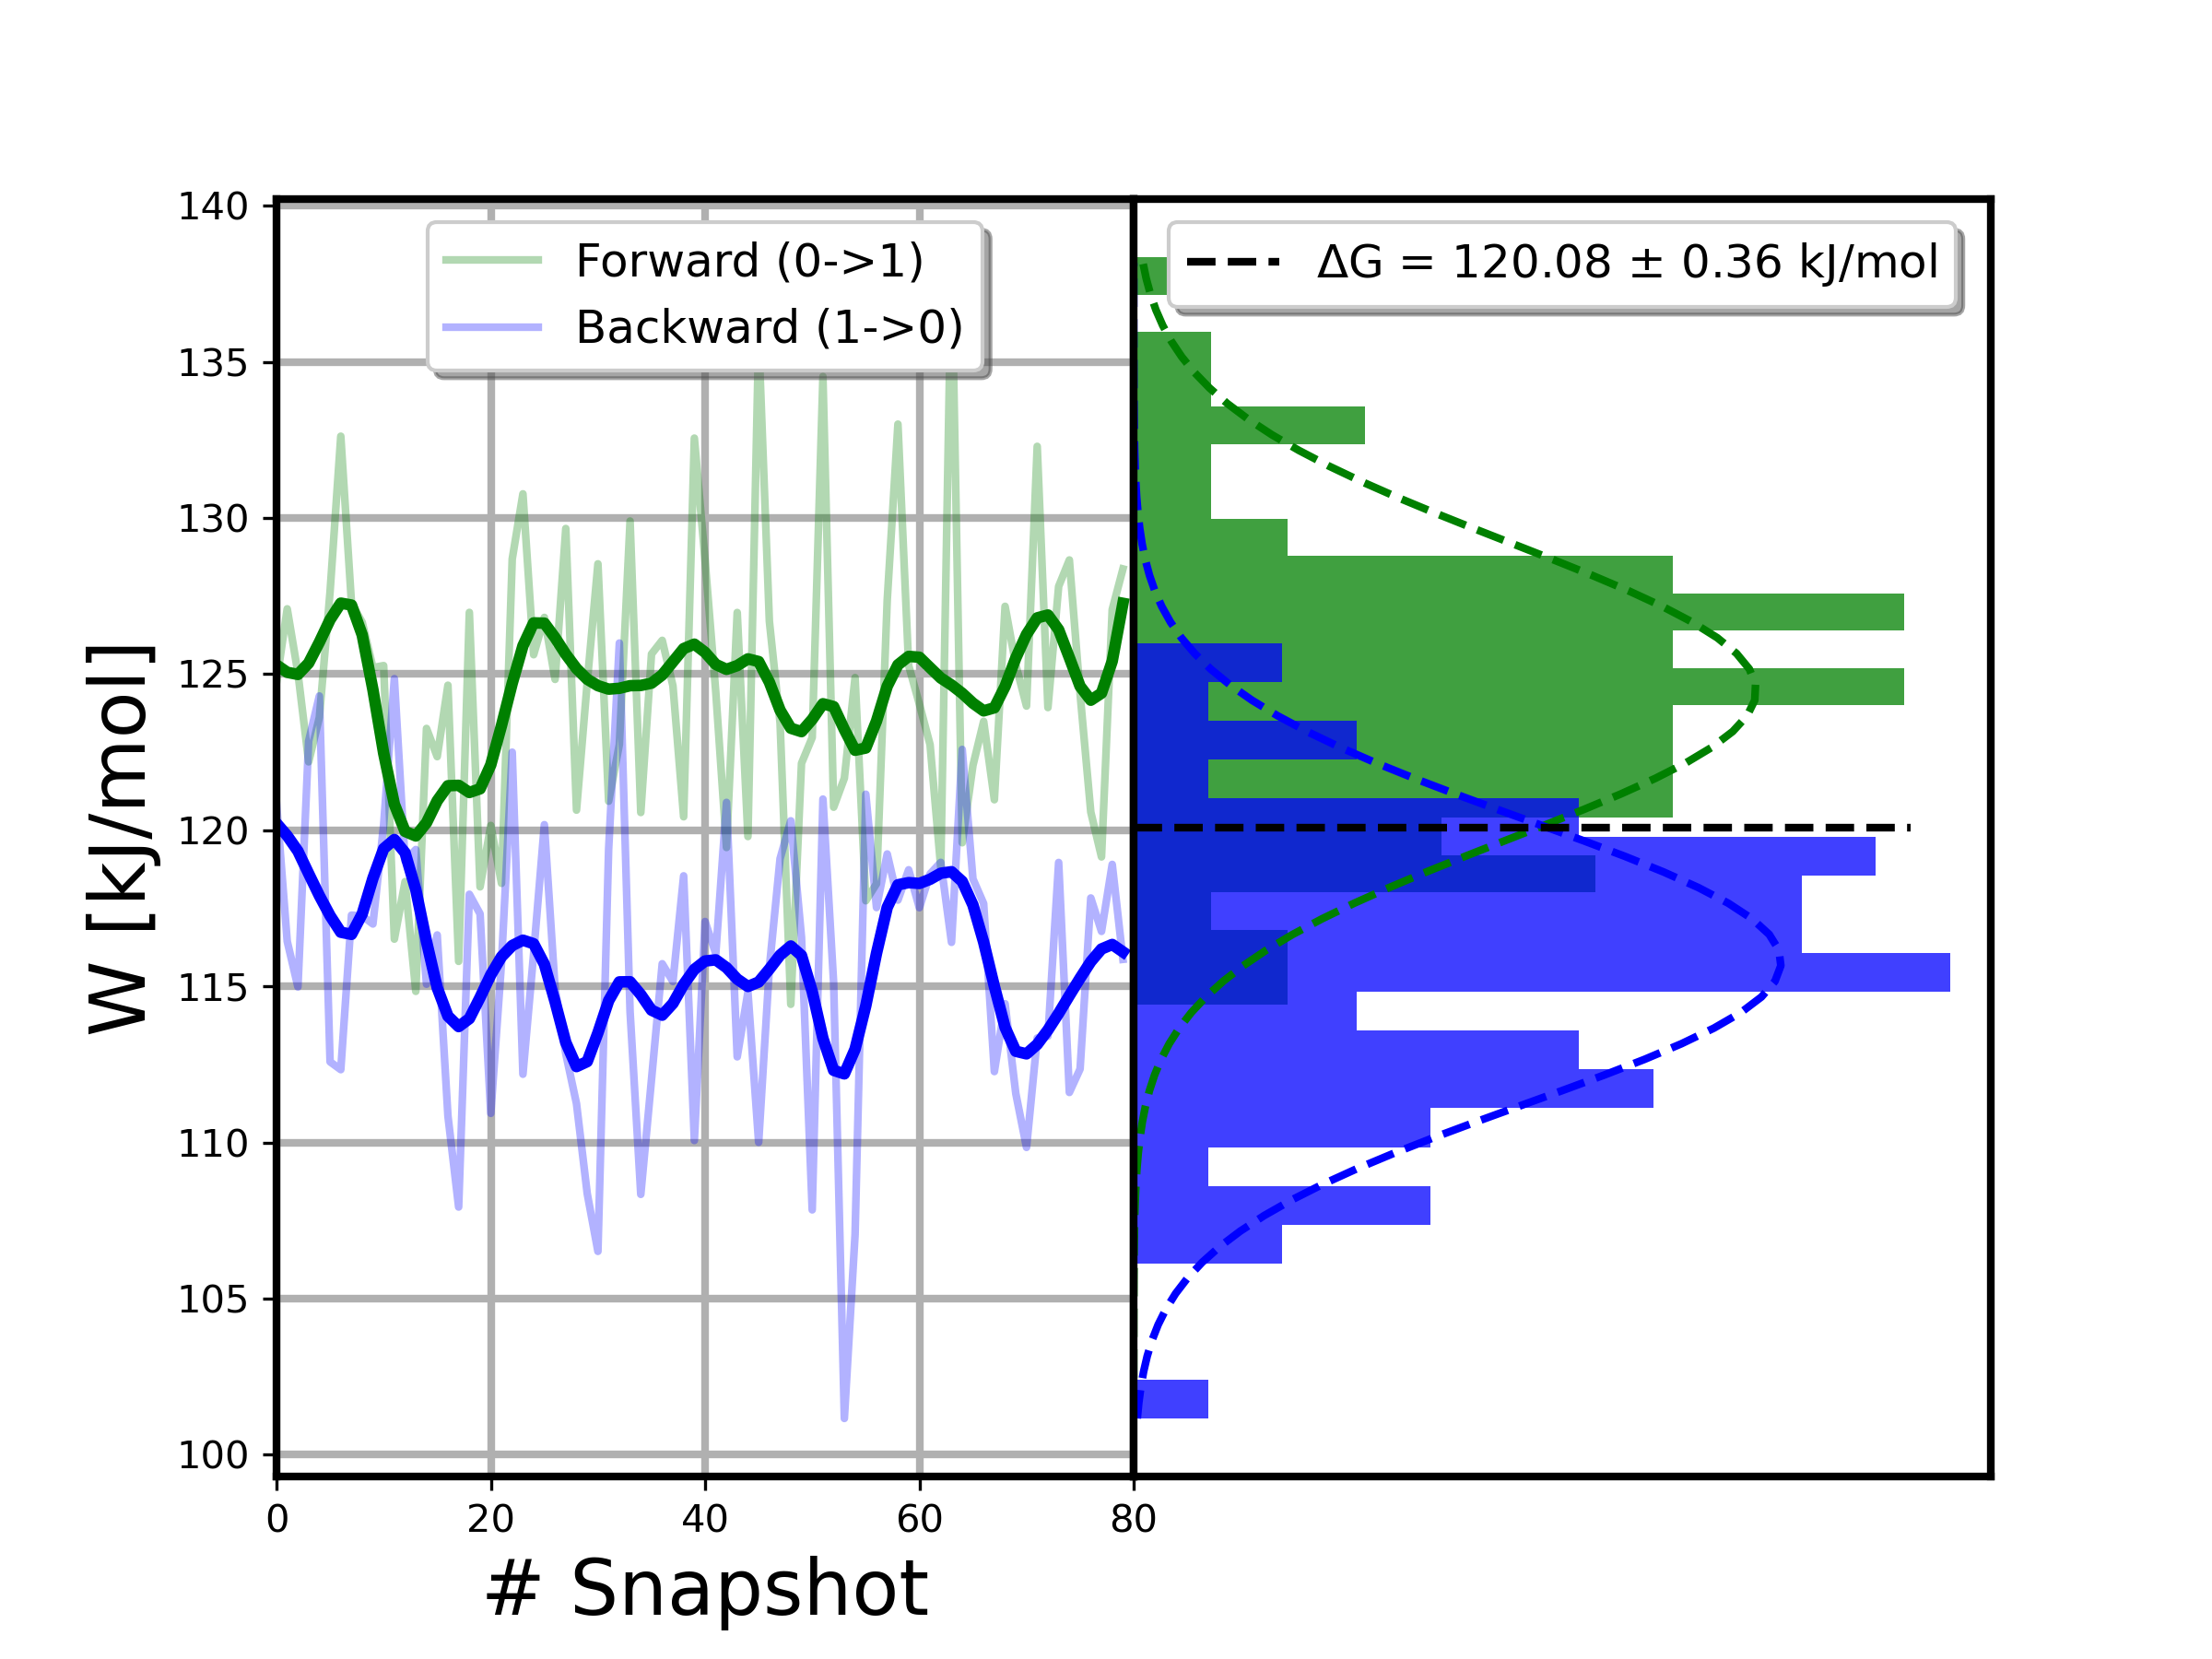 Forward (0->1)
Backward (1->0)
ΔG = 120.08 ± 0.36 kJ/mol
W [kJ/mol]
140
135
130
125
120
115
110
105
100
0 20 40 60 80
# Snapshot